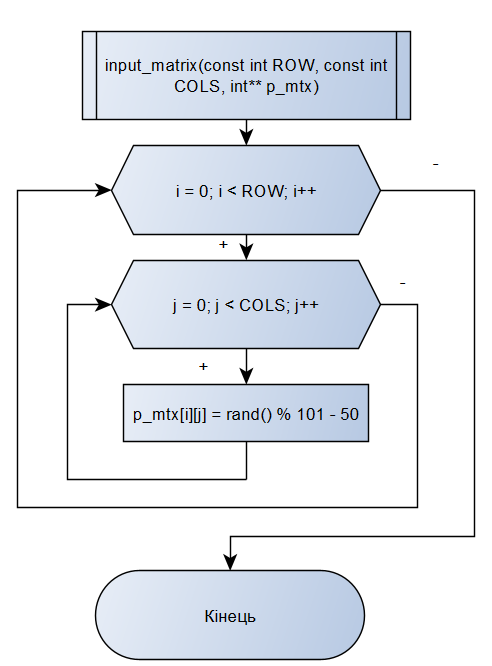 input_matrix(const int ROW, const int
COLS, int** p_mtx)
-
i = 0; i < ROW; i++
+
-
j = 0; j < COLS; j++
+
p_mtx[i][j] = rand() % 101 - 50
Кінець